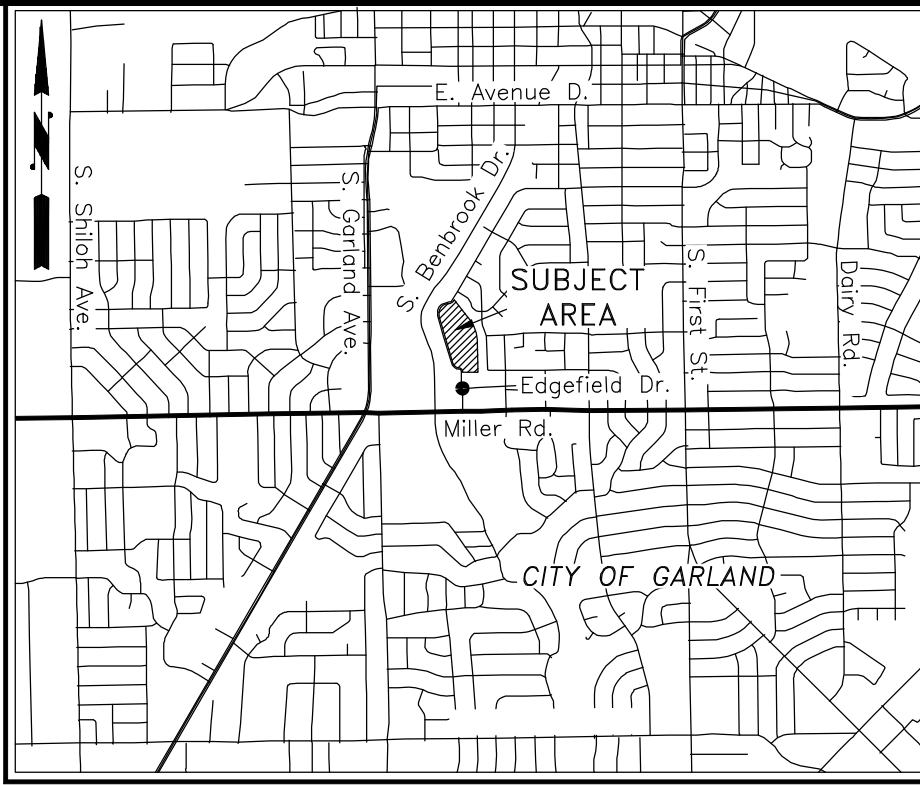 N
E. Avenue D.
S. Shiloh Ave.
S. Garland Ave.
S. Benbrook Dr.
SUBJECT
AREA
S. First St.
Dairy Rd.
Edgefield Dr.
Miller Rd.
CITY OF GARLAND